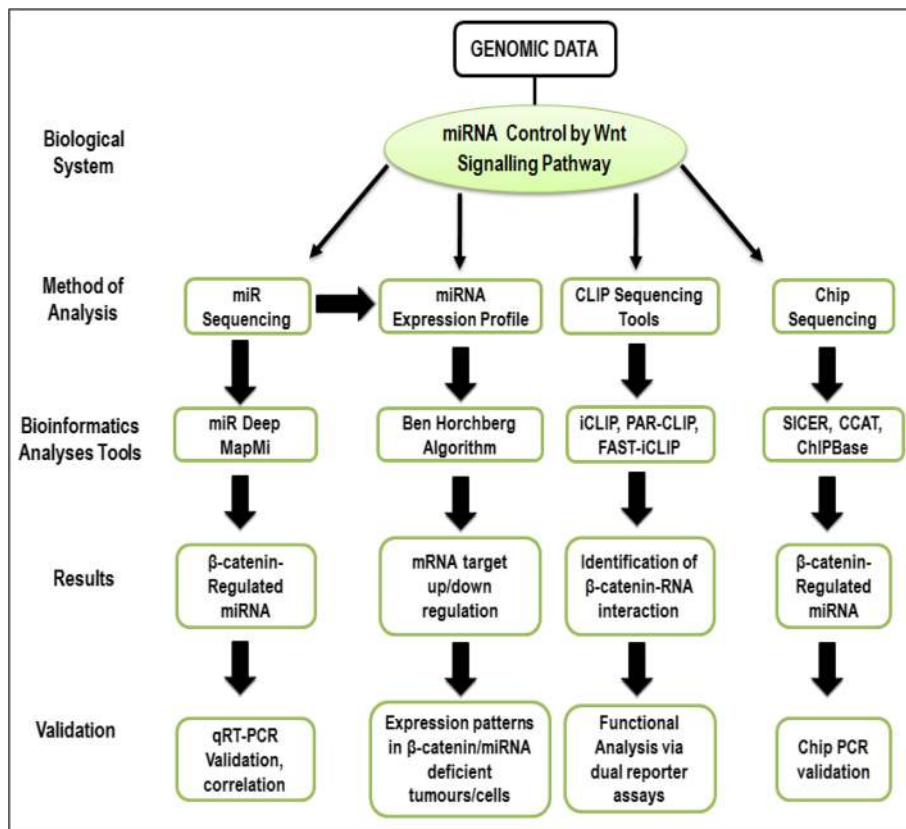 GENOMIC DATA
miRNA Control by Wnt
Signalling Pathway
Biological
System
Method of
Analysis
miR
Sequencing
miRNA
Expression Profile
CLIP Sequencing
Tools
Chip
Sequencing
Bioinformatics
Analyses Tools
miR Deep
MapMi
Ben Horchberg
Algorithm
iCLIP, PAR-CLIP,
FAST-iCLIP
SICER, CCAT,
ChIPBase
Results
β-catenin-
Regulated
miRNA
mRNA target
up/down
regulation
Identification of
β-catenin-RNA
interaction
β-catenin-
Regulated
miRNA
Validation
qRT-PCR
Validation,
correlation
Expression patterns
in β-catenin/miRNA
deficient
tumours/cells
Functional
Analysis via
dual reporter
assays
Chip PCR
validation